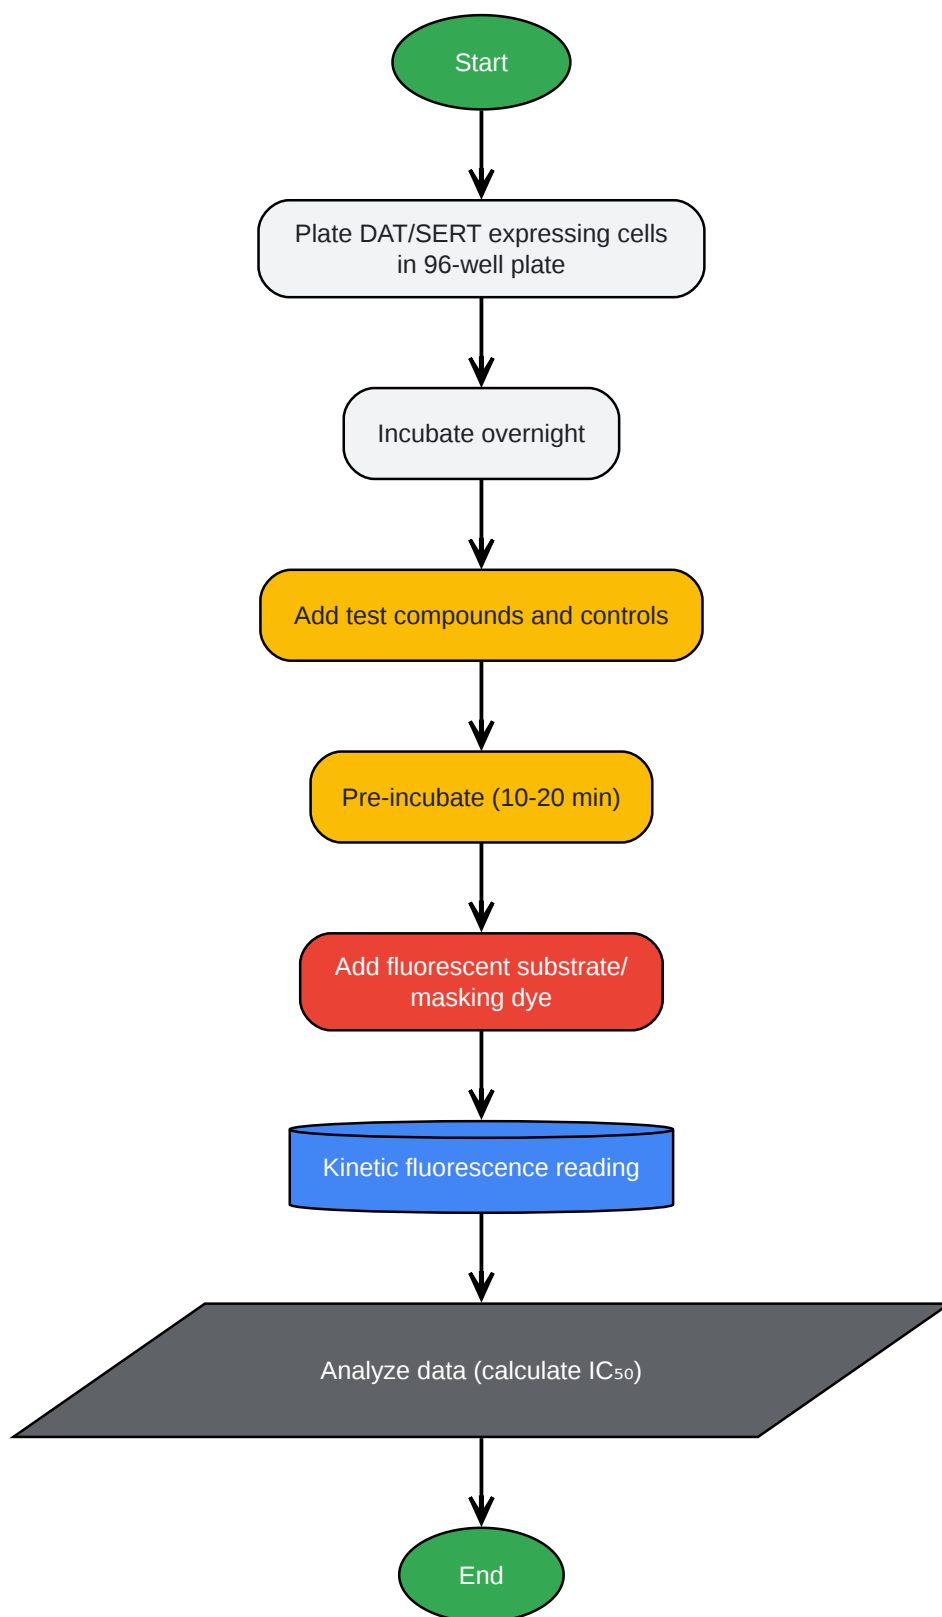 Start
Plate DAT/SERT expressing cells
in 96-well plate
Incubate overnight
Add test compounds and controls
Pre-incubate (10-20 min)
Add fluorescent substrate/
masking dye
Kinetic fluorescence reading
Analyze data (calculate IC₅₀)
End